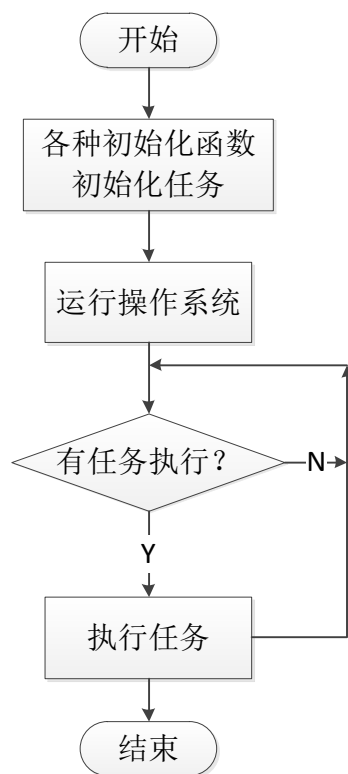 开始
各种初始化函数
初始化任务
运行操作系统
有任务执行？
N
Y
执行任务
结束